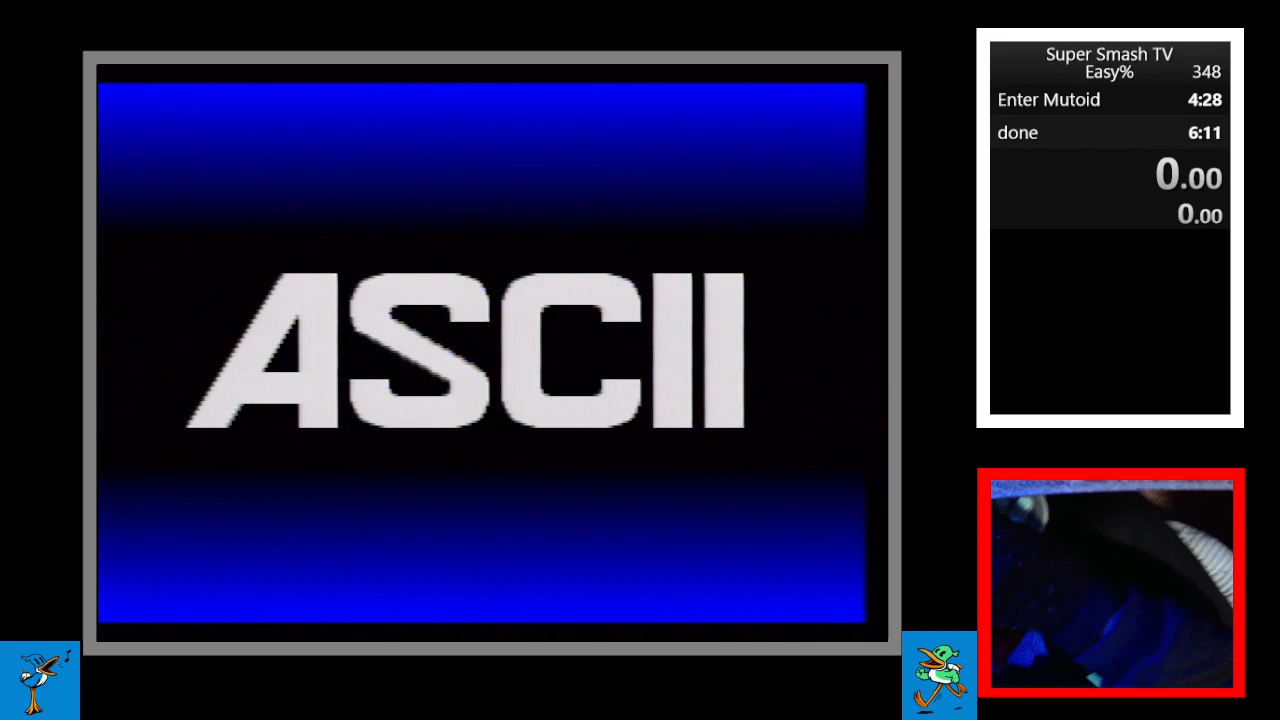 ASCII
Super Smash TV
Easy% 348
Enter Mutoid 4:28
done 6:11
0.00
0.00